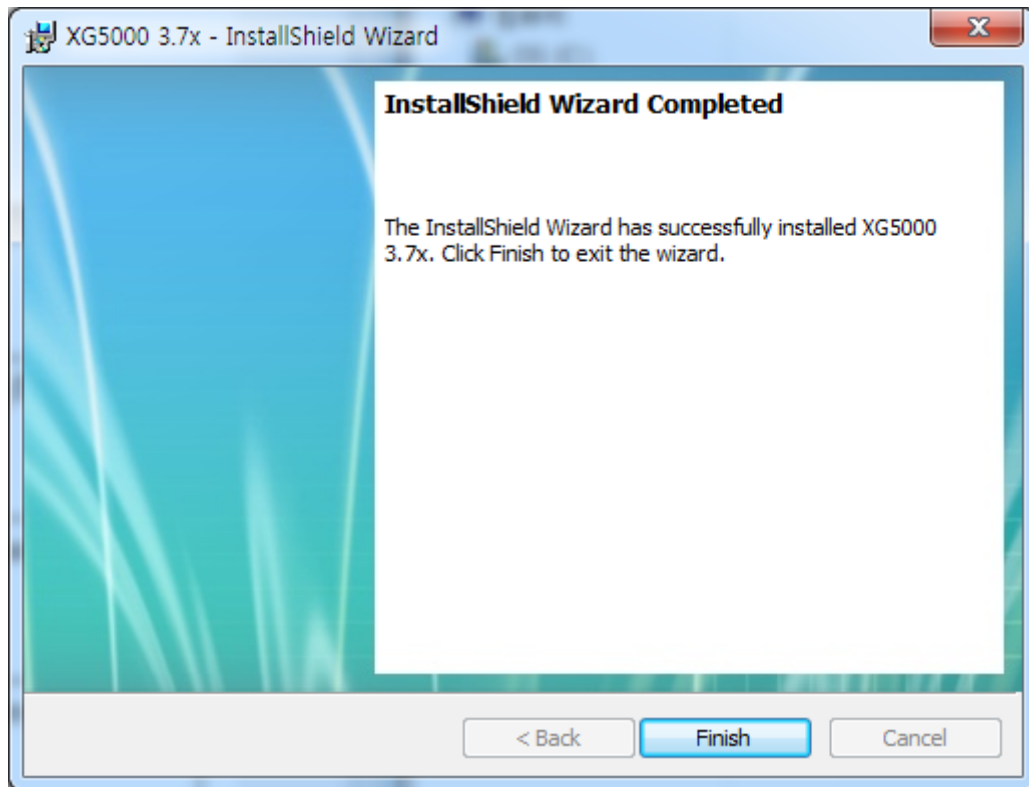 XG5000 3.7x - InstallShield Wizard
InstallShield Wizard Completed
The InstallShield Wizard has successfully installed XG5000
3.7x. Click Finish to exit the wizard.
< Back
Finish
Cancel